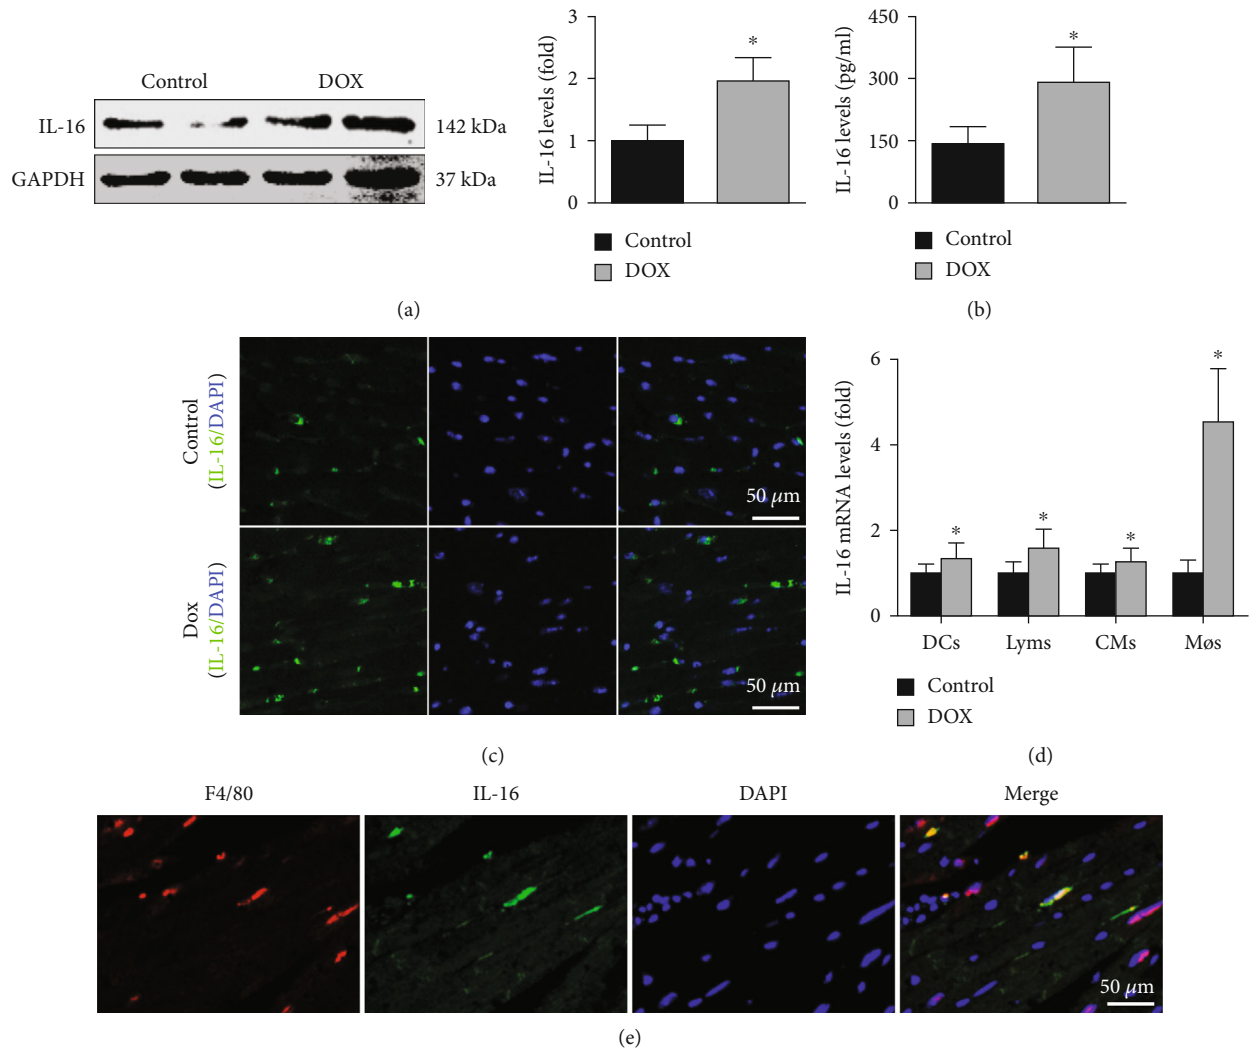 Control DOX
IL-16 142 kDa
GAPDH 37 kDa
IL-16 levels (fold)
3
2
1
0
*
Control
DOX
(a)
IL-16 levels (pg/ml)
450
300
150
0
*
Control
DOX
(b)
Control
(IL-16/DAPI)
50 μm
Dox
(IL-16/DAPI)
50 μm
(c)
IL-16 mRNA levels (fold)
6
4
2
0
* * * *
DCs Lyms CMs Møs
Control
DOX
(d)
F4/80 IL-16 DAPI Merge
50 μm
(e)